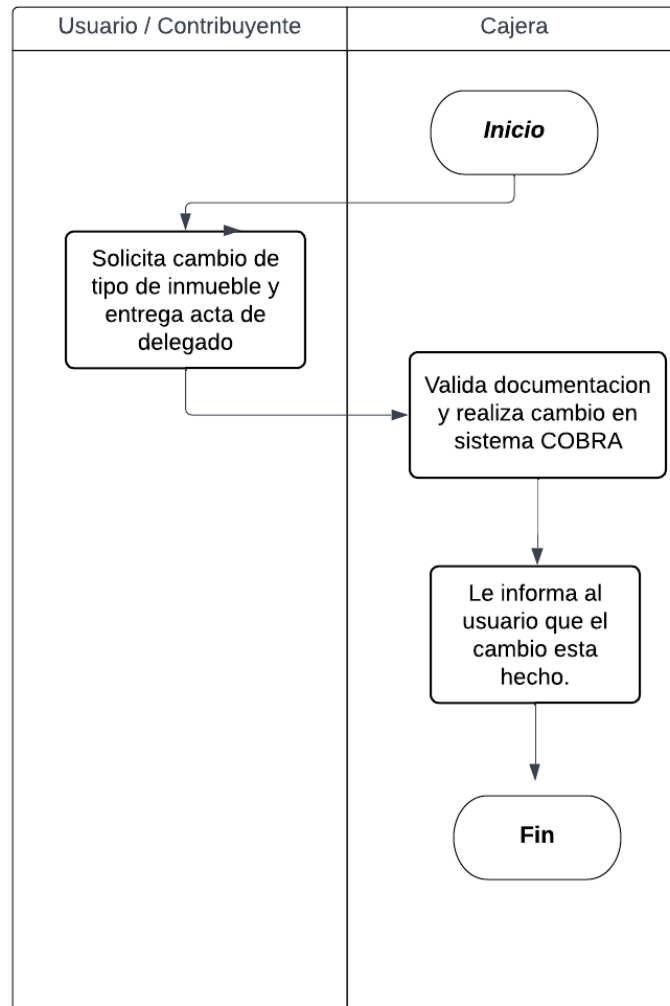 Usuario / Contribuyente
Cajera
Inicio
Solicita cambio de
tipo de inmueble y
entrega acta de
delegado
Valida documentacion
y realiza cambio en
sistema COBRA
Le informa al
usuario que el
cambio esta
hecho.
Fin